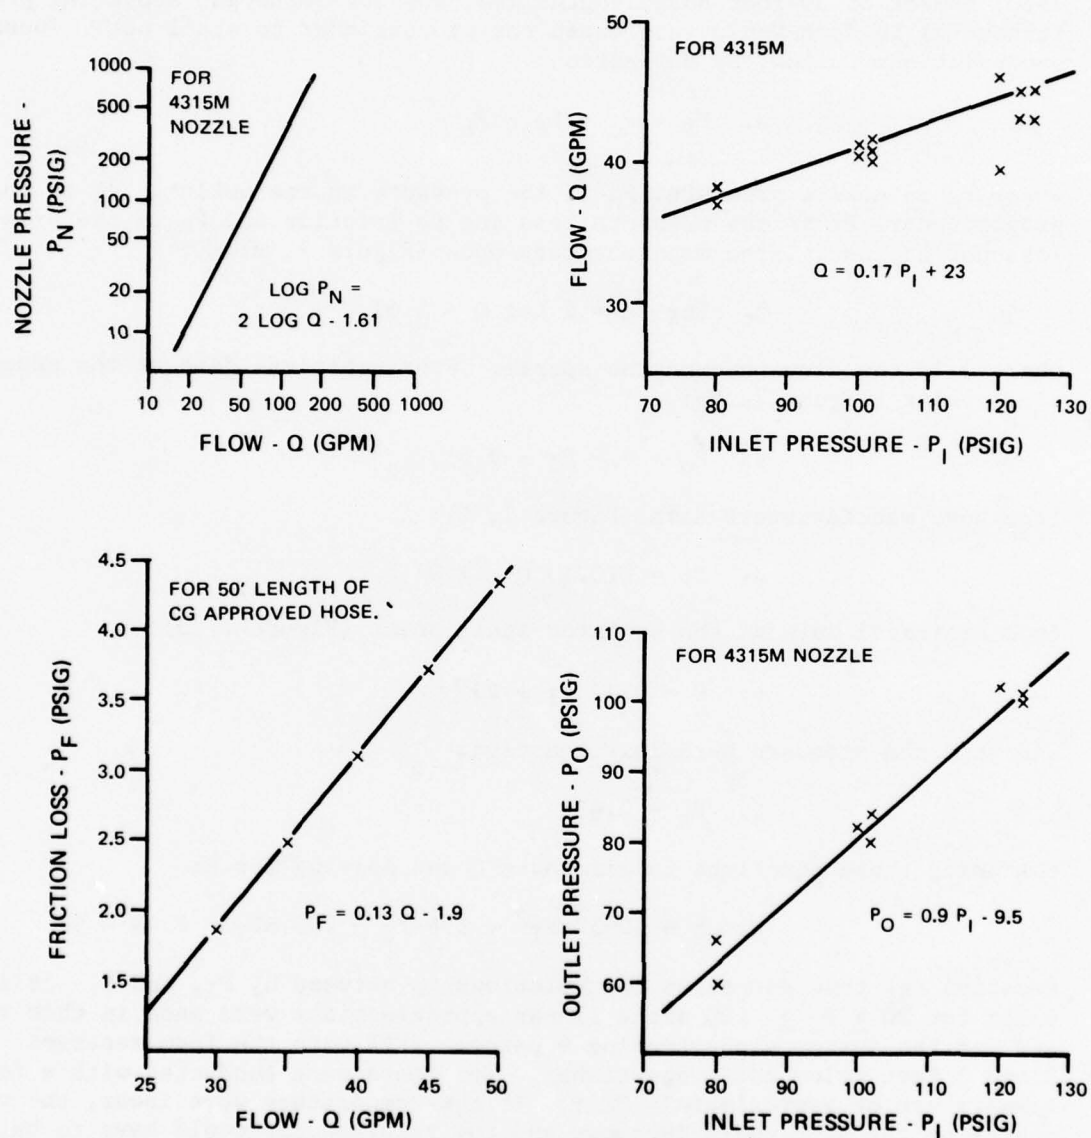 FOR
4315M
NOZZLE
NOZZLE PRESSURE -
P_N (PSIG)
1000
500
200
100
50
20
10
LOG P_N =
2 LOG Q - 1.61
10 20 50 100 200 500 1000
FLOW - Q (GPM)
FOR 4315M
FLOW - Q (GPM)
50
40
30
Q = 0.17 P_I + 23
70 80 90 100 110 120 130
INLET PRESSURE - P_I (PSIG)
FOR 50' LENGTH OF
CG APPROVED HOSE.
FRICTION LOSS - P_F (PSIG)
4.5
4.0
3.5
3.0
2.5
2.0
1.5
P_F = 0.13 Q - 1.9
25 30 35 40 45 50
FLOW - Q (GPM)
FOR 4315M NOZZLE
OUTLET PRESSURE - P_O (PSIG)
110
100
90
80
70
60
P_O = 0.9 P_I - 9.5
70 80 90 100 110 120 130
INLET PRESSURE - P_I (PSIG)